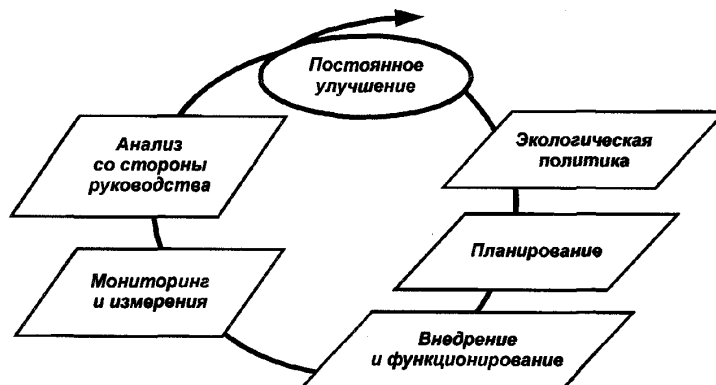 Постоянное
улучшение
Экологическая
политика
Планирование
Внедрение
и функционирование
Мониторинг
и измерения
Анализ
со стороны
руководства